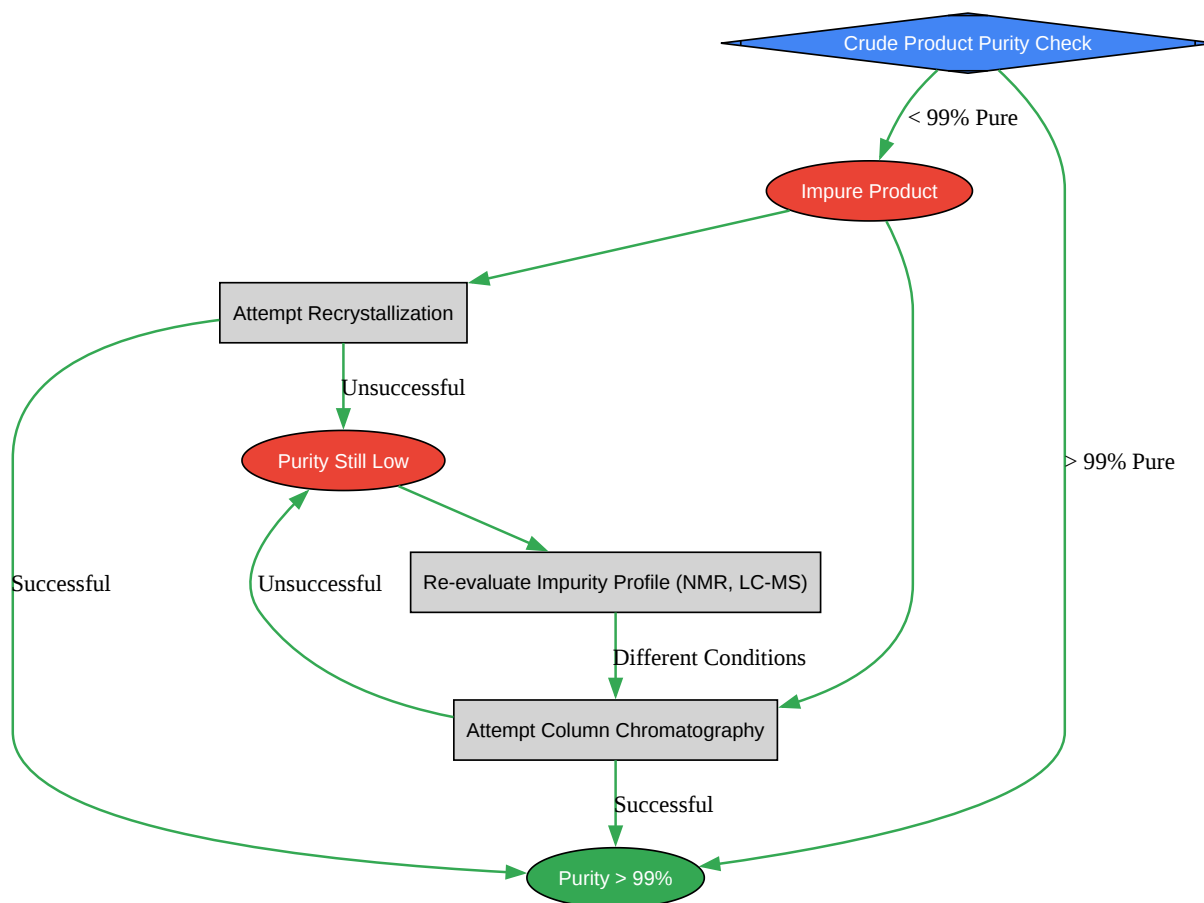 Crude Product Purity Check
< 99% Pure
Impure Product
Attempt Recrystallization
Unsuccessful
Purity Still Low
> 99% Pure
Successful
Unsuccessful
Re-evaluate Impurity Profile (NMR, LC-MS)
Different Conditions
Attempt Column Chromatography
Successful
Purity > 99%